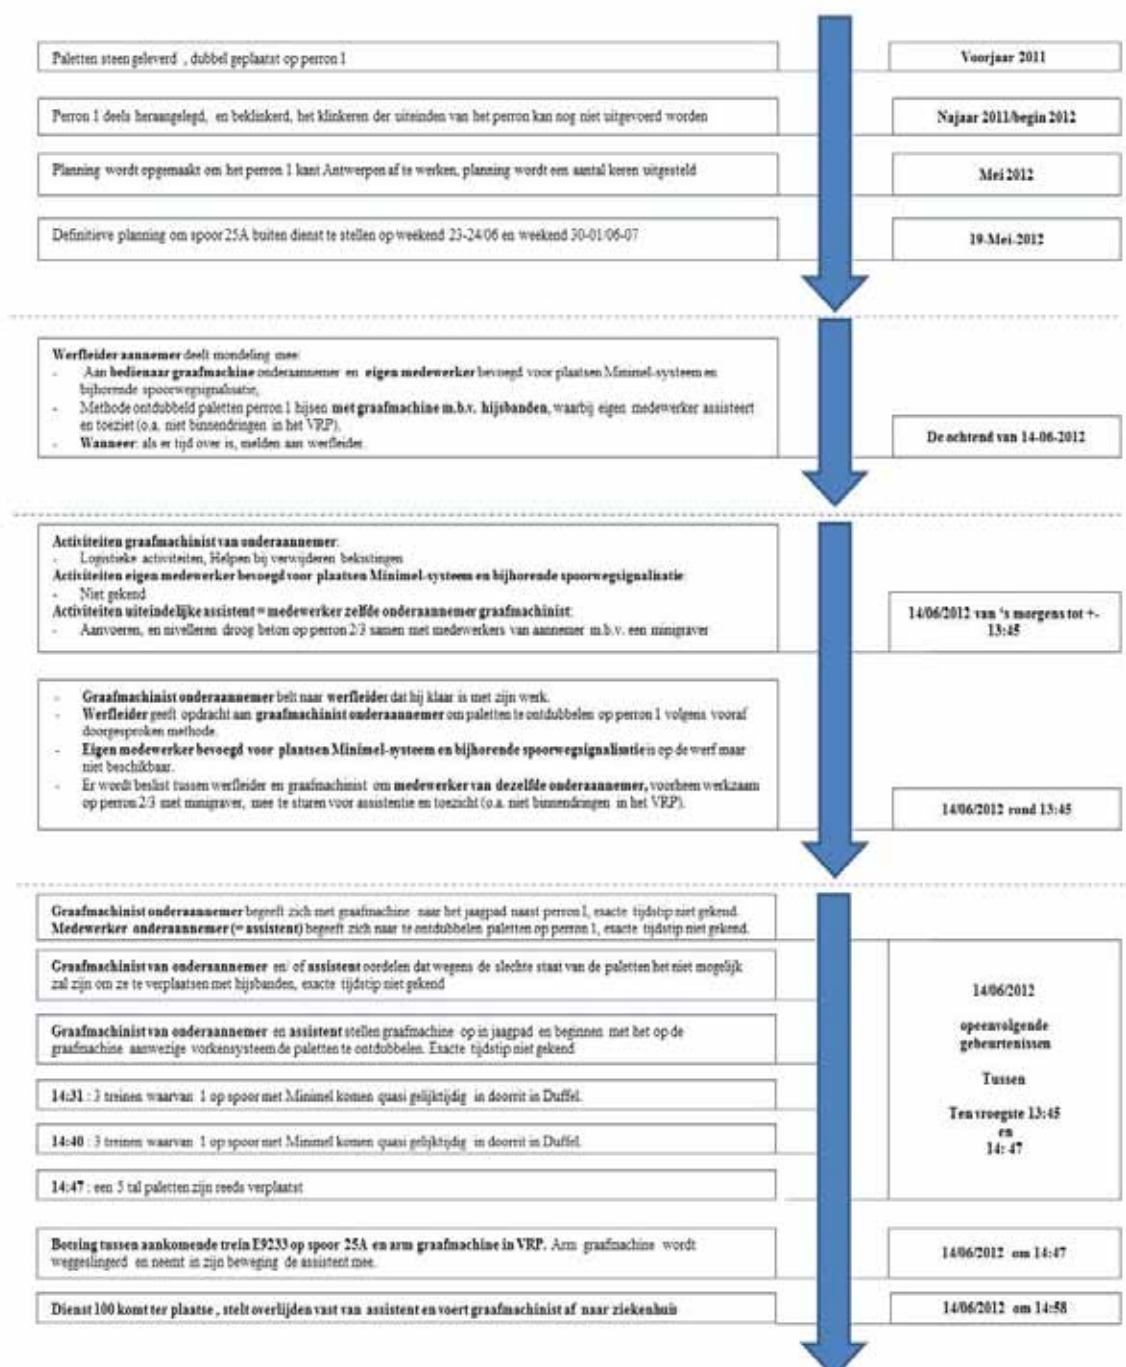 Paletten steen geleverd , dubbel geplaatst op perron 1
Voorjaar 2011
Perron 1 deels heraangelegd, en beklinkerd, het klinkeren der uiteinden van het perron kan nog niet uitgevoerd worden
Najaar 2011/begin 2012
Planning wordt opgemaakt om het perron 1 kant Antwerpen af te werken, planning wordt een aantal keren uitgesteld
Mei 2012
Definitieve planning om spoor 25A buiten dienst te stellen op weekend 23-24/06 en weekend 30-01/06-07
19-Mei-2012
Werfleider aannemer deelt mondeling mee:
- Aan bedienaar graafmachine onderaannemer en eigen medewerker bevoegd voor plaatsen Minimel-systeem en
bijhorende spoorwegsignalisatie,
- Methode ontdubbeld paletten perron 1 hijsen met graafmachine m.b.v. hijsbanden, waarbij eigen medewerker assisteert
en toeziet (o.a. niet binnendringen in het VRP).
- Wanneer: als er tijd over is, melden aan werfleider.
De ochtend van 14-06-2012
Activiteiten graafmachinist van onderaannemer:
- Logistieke activiteiten, Helpen bij verwijderen bekistingen
Activiteiten eigen medewerker bevoegd voor plaatsen Minimel-systeem en bijhorende spoorwegsignalisatie
- Niet gekend
Activiteiten uiteindelijke assistent = medewerker zelfde onderaannemer graafmachinist:
- Aanvoeren, en nivelleren droog beton op perron 2/3 samen met medewerkers van aannemer m.b.v. een minigraver
14/06/2012 van 's morgens tot +-
13:45
- Graafmachinist onderaannemer belt naar werfleider dat hij klaar is met zijn werk.
- Werfleider geeft opdracht aan graafmachinist onderaannemer om paletten te ontdubbelen op perron 1 volgens vooraf
doorgesproken methode.
- Eigen medewerker bevoegd voor plaatsen Minimel-systeem en bijhorende spoorwegsignalisatie is op de werf maar
niet beschikbaar.
- Er wordt beslist tussen werfleider en graafmachinist om medewerker van dezelfde onderaannemer, voorheen werkzaam
op perron 2/3 met minigraver, mee te sturen voor assistentie en toezicht (o.a. niet binnendringen in het VRP).
14/06/2012 rond 13:45
Graafmachinist onderaannemer begeeft zich met graafmachine naar het jaagpad naast perron 1, exacte tijdstip niet gekend.
Medewerker onderaannemer (= assistent) begeeft zich naar te ontdubbelen paletten op perron 1, exacte tijdstip niet gekend.
Graafmachinist van onderaannemer en/ of assistent oordelen dat wegens de slechte staat van de paletten het niet mogelijk
zal zijn om ze te verplaatsen met hijsbanden, exacte tijdstip niet gekend
Graafmachinist van onderaannemer en assistent stellen graafmachine op in jaagpad en beginnen met het op de
graafmachine aanwezige vorkensysteem de paletten te ontdubbelen. Exacte tijdstip niet gekend
14:31 : 3 treinen waarvan 1 op spoor met Minimel komen quasi gelijktijdig in doorrit in Duffel.
14:40 : 3 treinen waarvan 1 op spoor met Minimel komen quasi gelijktijdig in doorrit in Duffel.
14:47 : een 5 tal paletten zijn reeds verplaatst
14/06/2012
opeenvolgende
gebeurtenissen
Tussen
Ten vroegste 13:45
en
14: 47
Botsing tussen aankomende trein E9233 op spoor 25A en arm graafmachine in VRP. Arm graafmachine wordt
weggeslingerd en neemt in zijn beweging de assistent mee.
14/06/2012 om 14:47
Dienst 100 komt ter plaatse , stelt overlijden vast van assistent en voert graafmachinist af naar ziekenhuis
14/06/2012 om 14:58